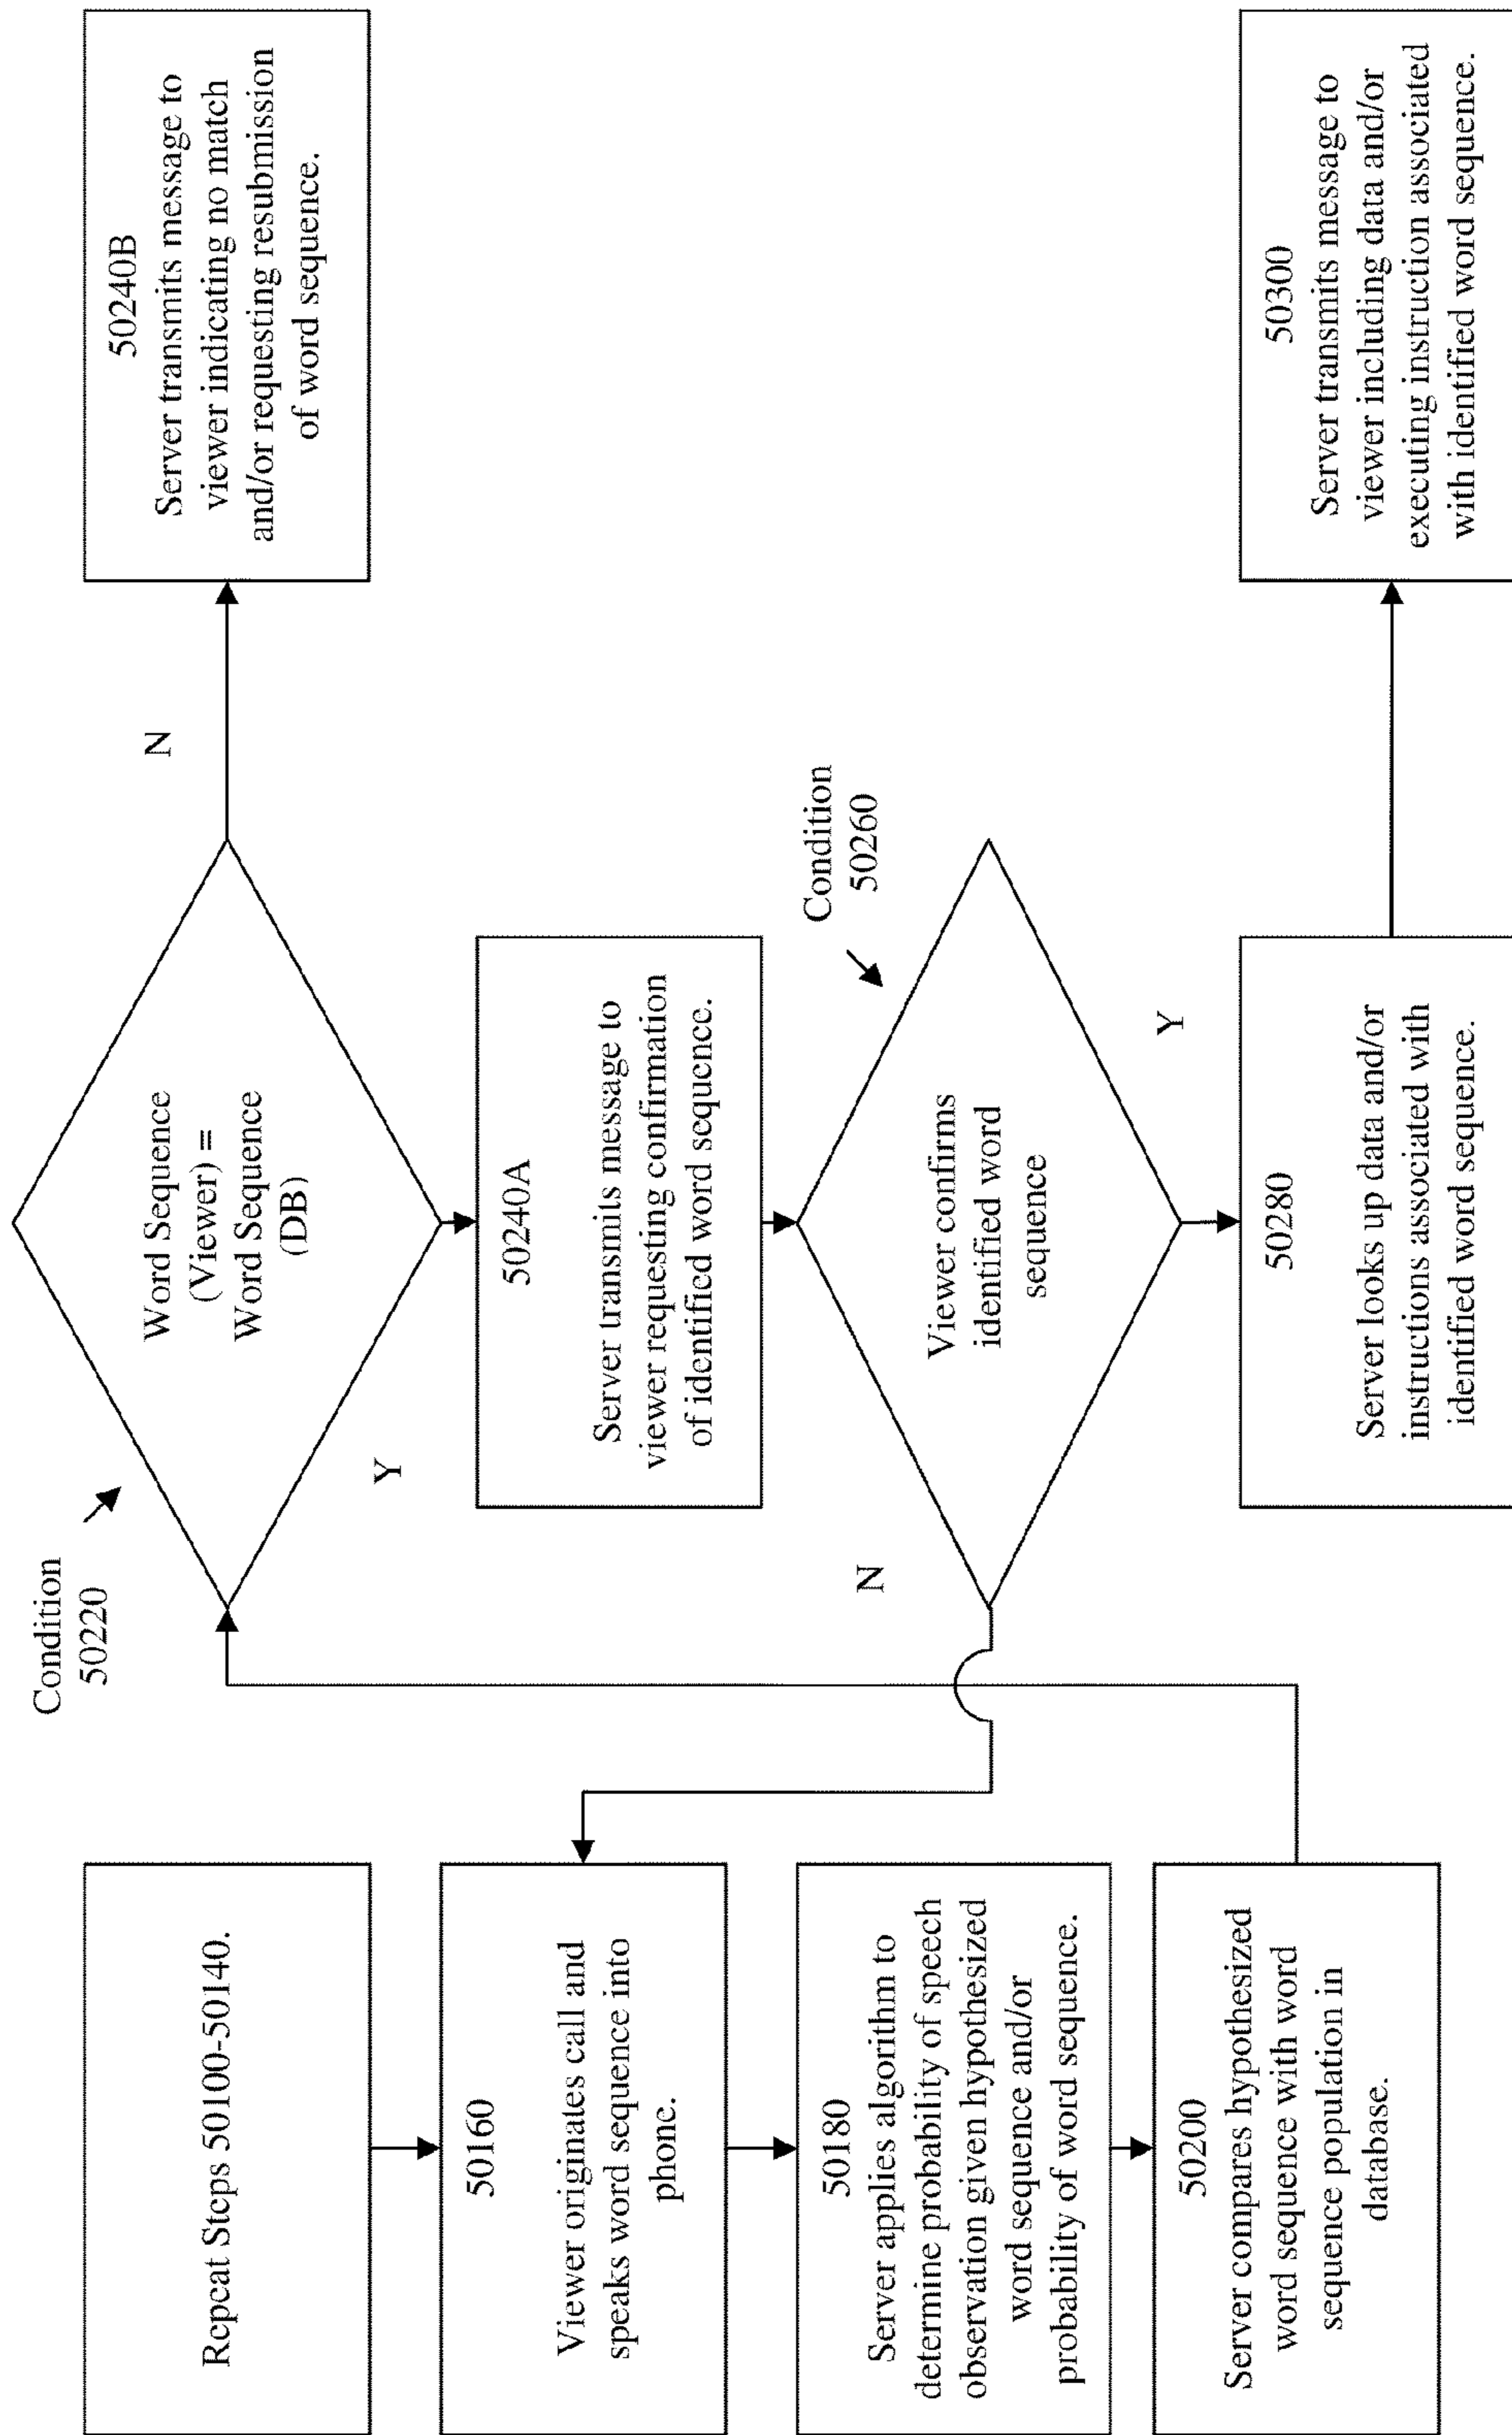 Repeat Steps 50100-50140.
50160
Viewer originates call and
speaks word sequence into
phone.
50180
Server applies algorithm to
determine probability of speech
observation given hypothesized
word sequence and/or
probability of word sequence.
50200
Server compares hypothesized
word sequence with word
sequence population in
database.
Condition
50220
Word Sequence
(Viewer) =
Word Sequence
(DB)
Y
N
50240A
Server transmits message to
viewer requesting confirmation
of identified word sequence.
Condition
50260
Viewer confirms
identified word
sequence
N
Y
50280
Server looks up data and/or
instructions associated with
identified word sequence.
50240B
Server transmits message to
viewer indicating no match
and/or requesting resubmission
of word sequence.
50300
Server transmits message to
viewer including data and/or
executing instruction associated
with identified word sequence.